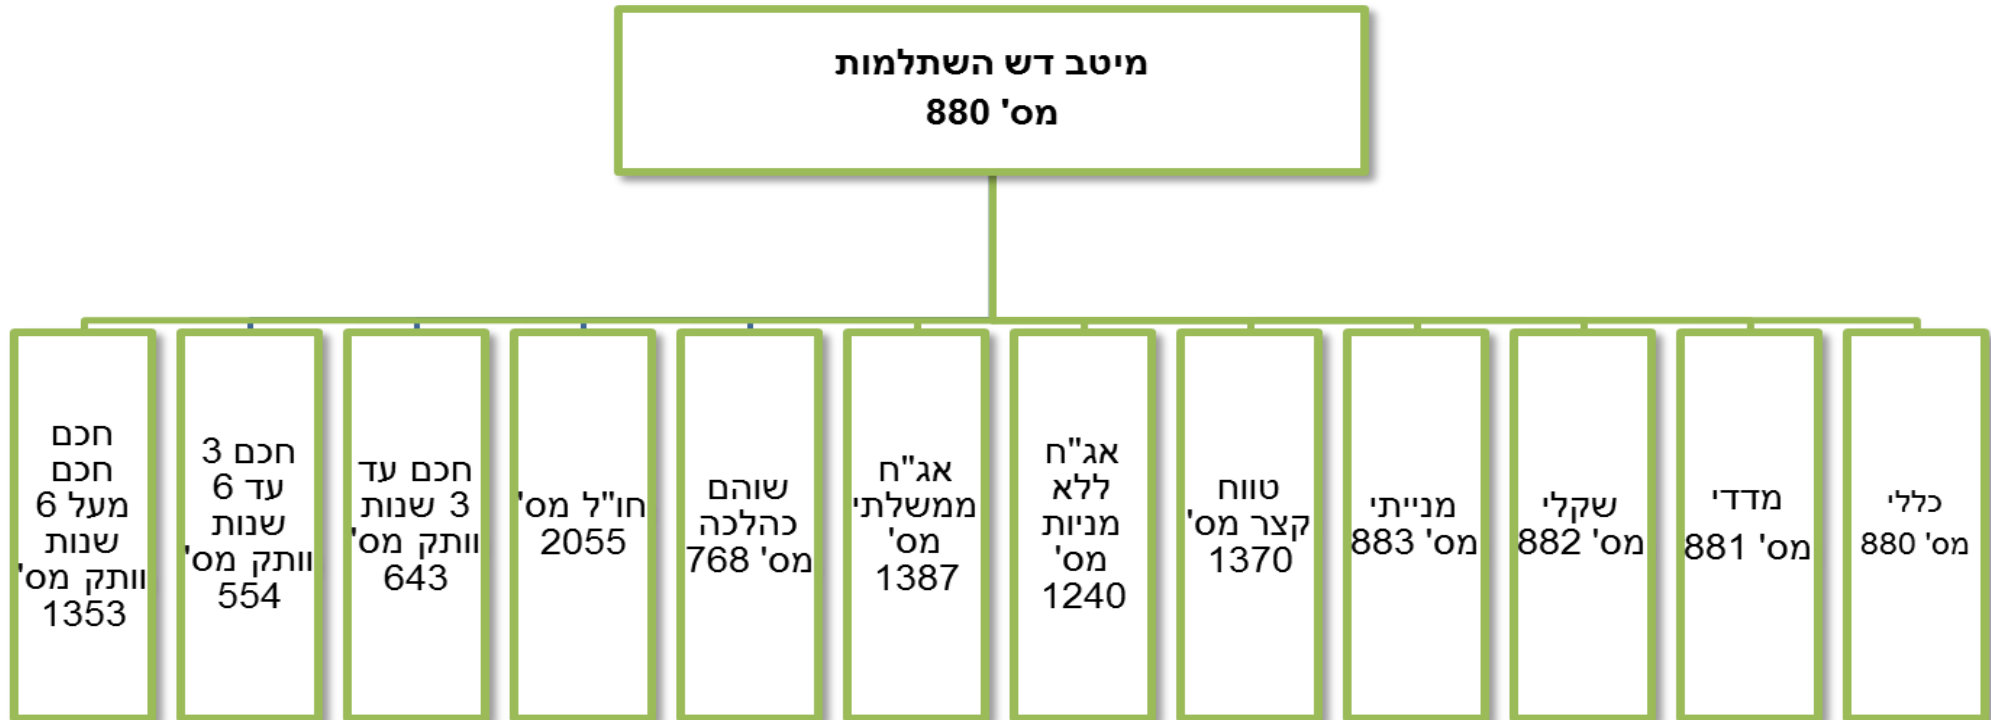 מיטב דש השתלמות
מס' 880
כללי
מס' 880
מדדי
מס' 881
שקלי
מס' 882
מנייתי
מס' 883
טווח
קצר מס'
1370
אג"ח
ללא
מניות
מס'
1240
אג"ח
ממשלתי
מס'
1387
שוהם
כהלכה
מס' 768
חו"ל מס'
2055
חכם עד
3 שנות
וותק מס'
643
חכם 3
עד 6
שנות
וותק מס'
554
חכם
חכם
מעל 6
שנות
וותק מס'
1353